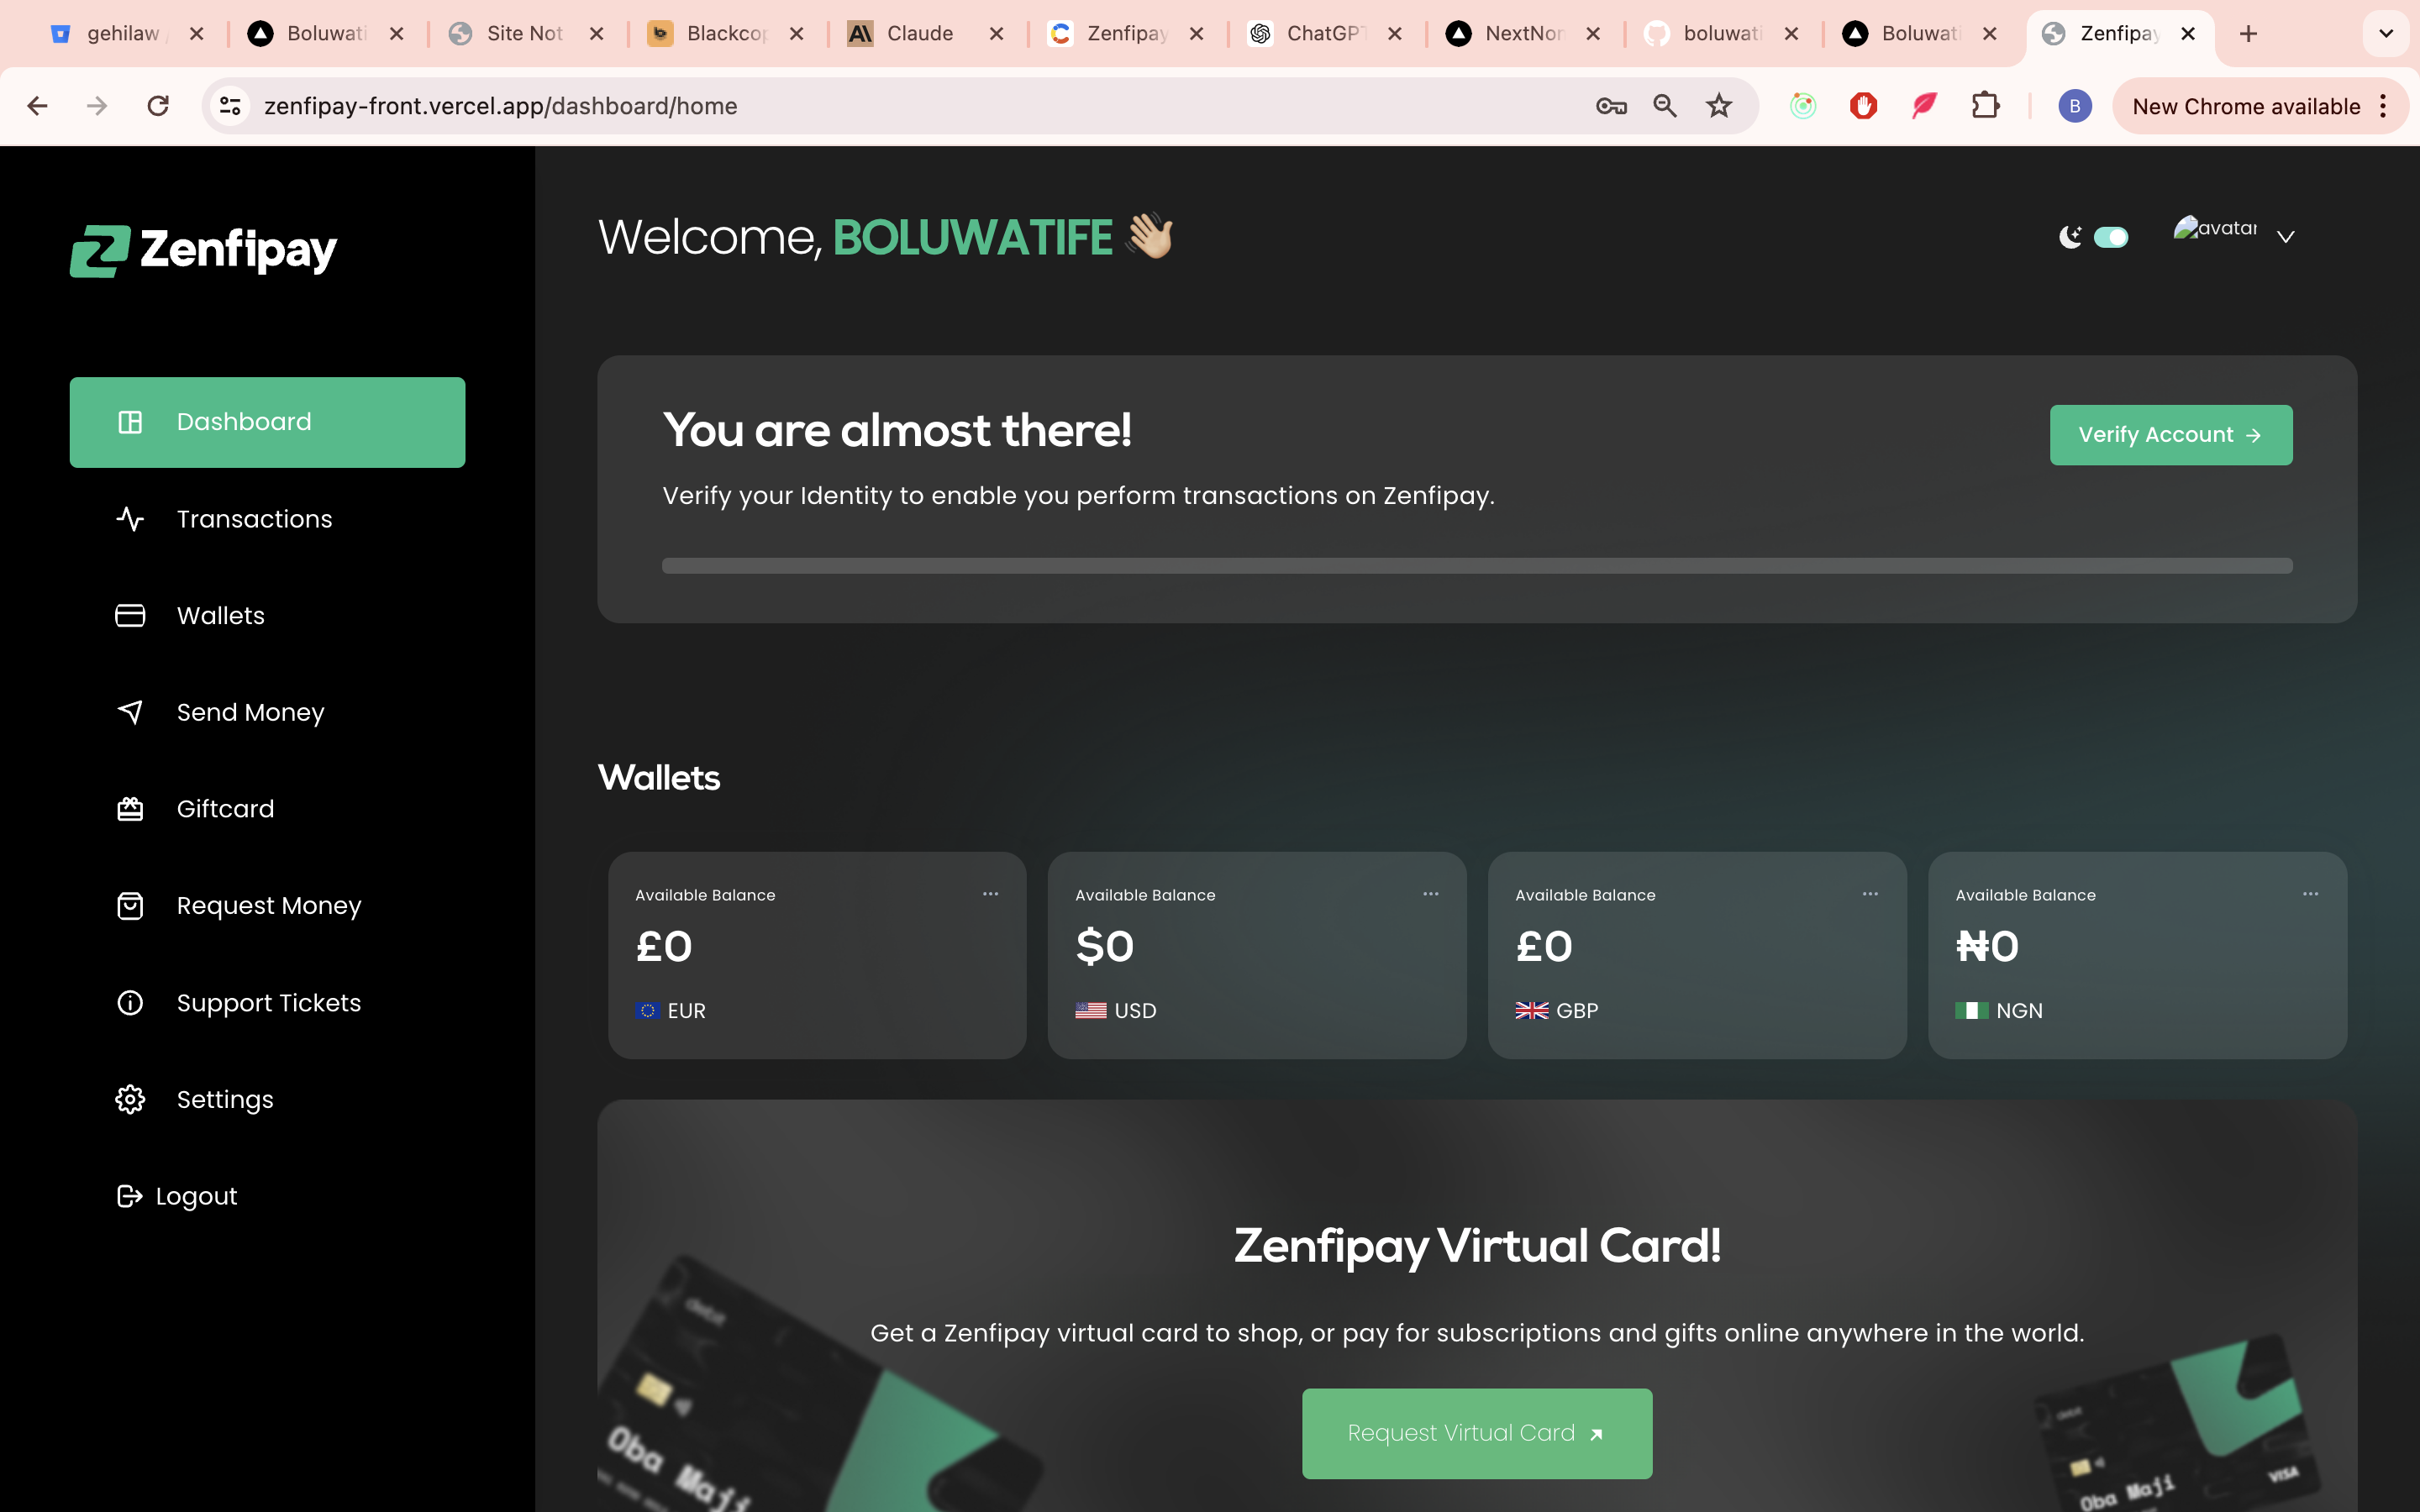 gehilaw
Boluwati
Site Not
Blackcop
Claude
Zenfipay
ChatGPT
NextNor
boluwati
Boluwati
Zenfipay
zenfipay-front.vercel.app/dashboard/home
B
New Chrome available
Zenfipay
Welcome, BOLUWATIFE 👋🏼
avatar
Dashboard
Transactions
Wallets
Send Money
Giftcard
Request Money
Support Tickets
Settings
Logout
You are almost there!
Verify Account →
Verify your Identity to enable you perform transactions on Zenfipay.
Wallets
Available Balance ...
£0
EUR
Available Balance ...
$0
USD
Available Balance ...
£0
GBP
Available Balance ...
₦0
NGN
Zenfipay Virtual Card!
Get a Zenfipay virtual card to shop, or pay for subscriptions and gifts online anywhere in the world.
Request Virtual Card
debit
Oba Maji
debit
Oba Maji
VISA